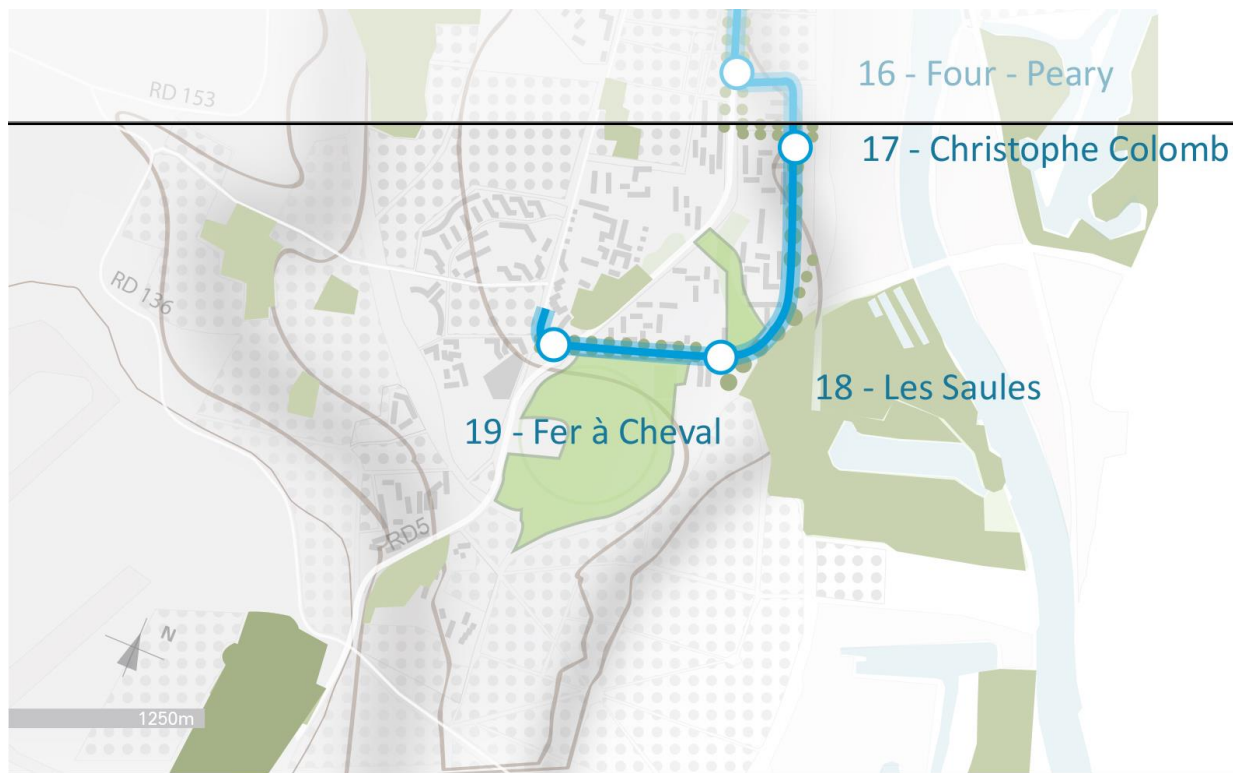 16 - Four - Peary
RD 153
17 - Christophe Colomb
RD 136
18 - Les Saules
19 - Fer à Cheval
RD5
N
1250m